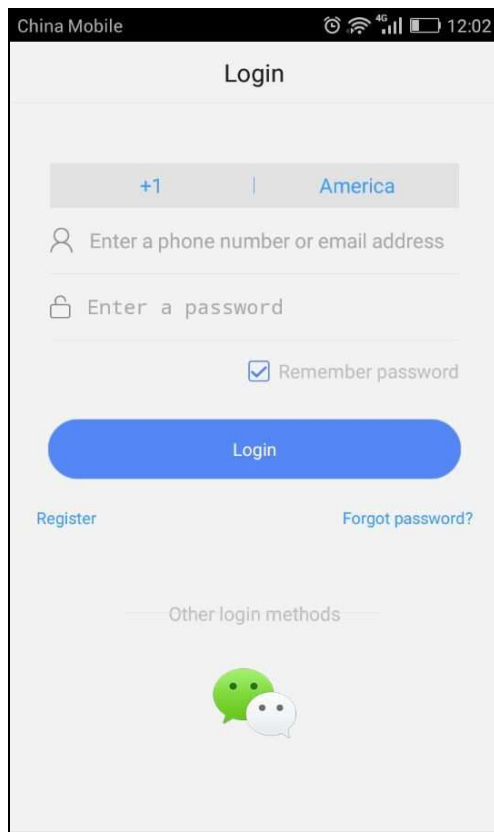 China Mobile 4G 12:02
Login
+1 | America
Enter a phone number or email address
Enter a password
Remember password
Login
Register Forgot password?
Other login methods